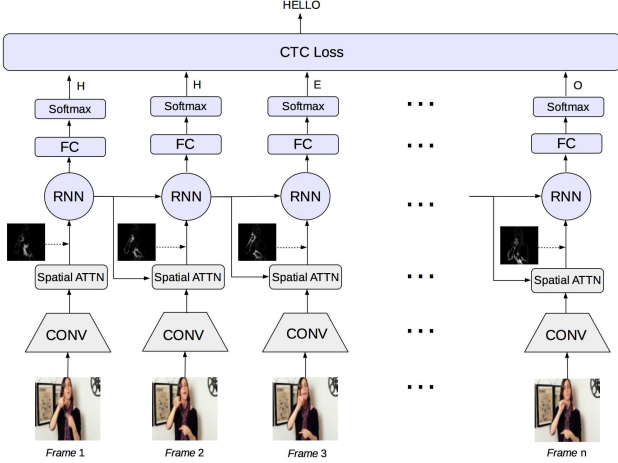 HELLO
CTC Loss
H H E O
Softmax Softmax Softmax ... Softmax
FC FC FC ... FC
RNN RNN RNN ... RNN
Spatial ATTN Spatial ATTN Spatial ATTN ... Spatial ATTN
CONV CONV CONV ... CONV
...
Frame 1 Frame 2 Frame 3 Frame n